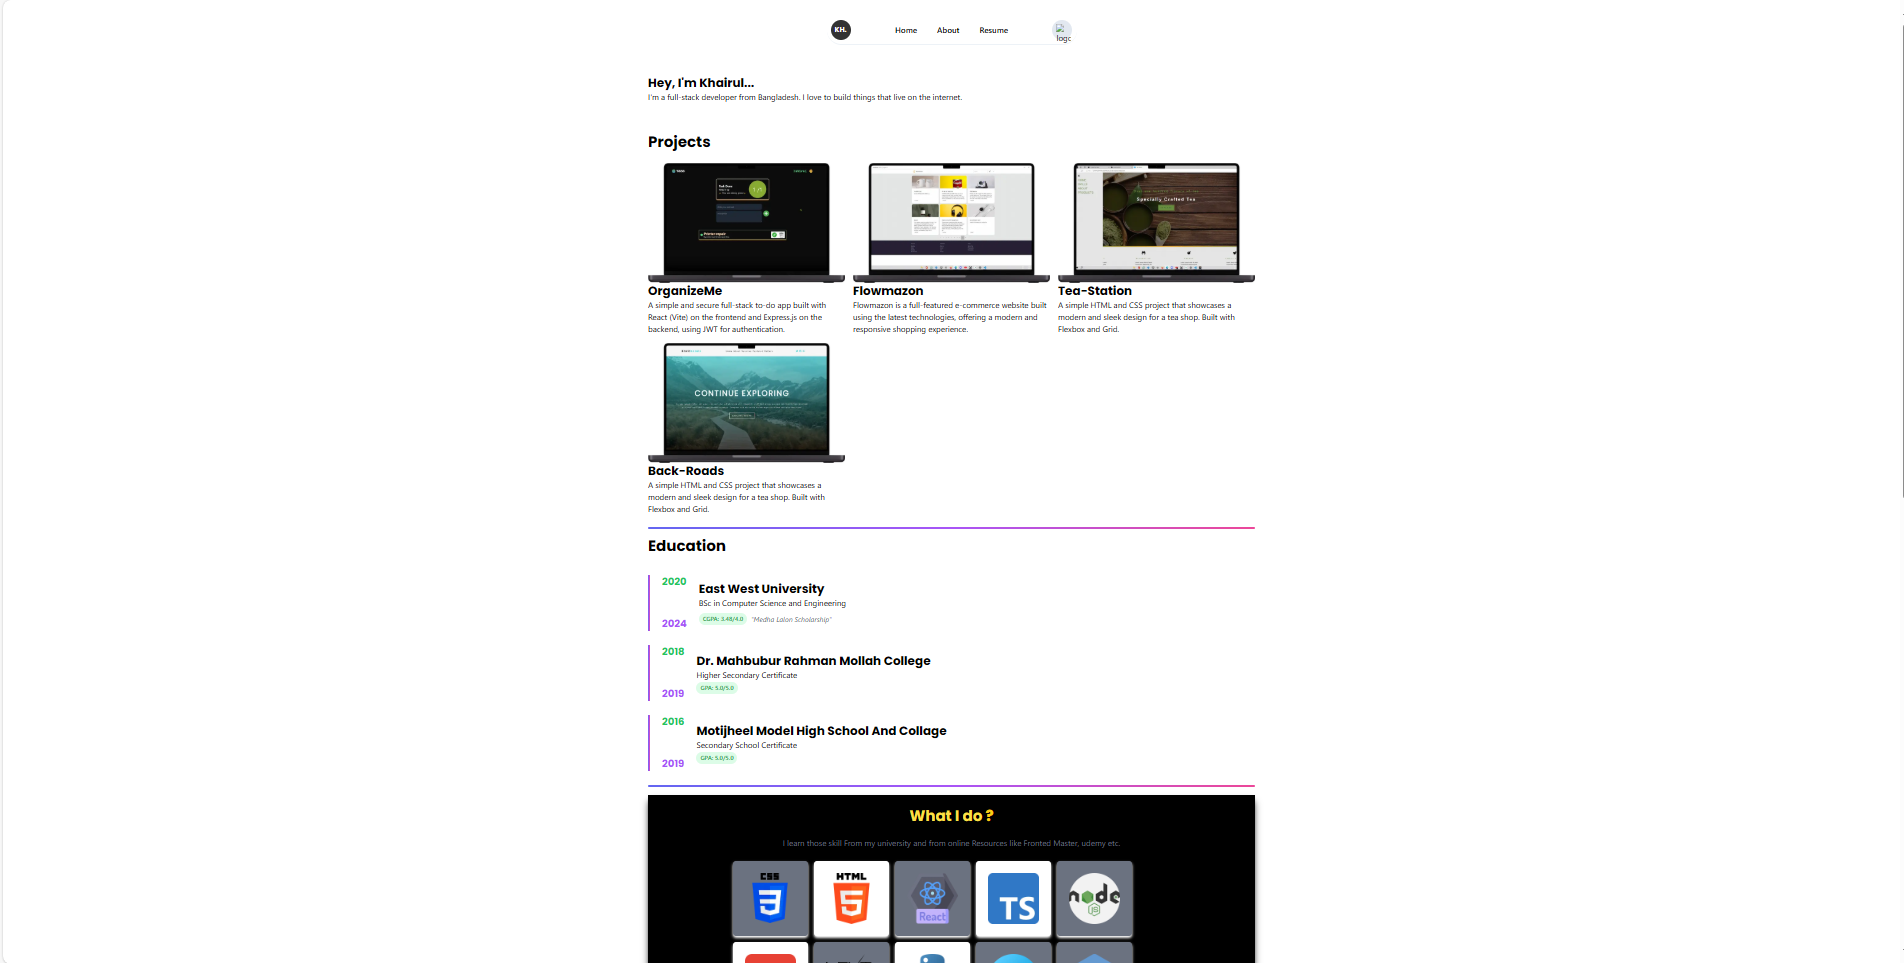 KH.
Home About Resume
logo
Hey, I'm Khairul...
I'm a full-stack developer from Bangladesh. I love to build things that live on the internet.
Projects
Specially Crafted Tea
CONTINUE EXPLORING
OrganizeMe
A simple and secure full-stack to-do app built with
React (Vite) on the frontend and Express.js on the
backend, using JWT for authentication.
Flowmazon
Flowmazon is a full-featured e-commerce website built
using the latest technologies, offering a modern and
responsive shopping experience.
Tea-Station
A simple HTML and CSS project that showcases a
modern and sleek design for a tea shop. Built with
Flexbox and Grid.
Back-Roads
A simple HTML and CSS project that showcases a
modern and sleek design for a tea shop. Built with
Flexbox and Grid.
Education
2020
East West University
BSc in Computer Science and Engineering
CGPA: 3.48/4.0 "Medha Lalon Scholarship"
2024
2018
Dr. Mahbubur Rahman Mollah College
Higher Secondary Certificate
GPA: 5.0/5.0
2019
2016
Motijheel Model High School And Collage
Secondary School Certificate
GPA: 5.0/5.0
2019
What I do ?
I learn those skill From my university and from online Resources like Fronted Master, udemy etc.
CSS
HTML
React
TS
node
JS